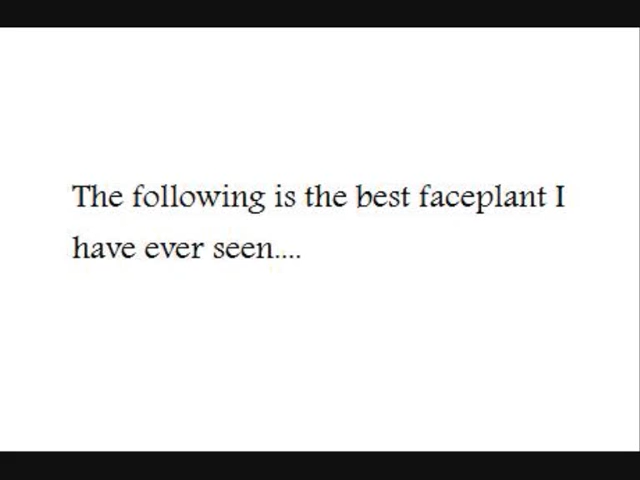 The following is the best faceplant I
have ever seen....